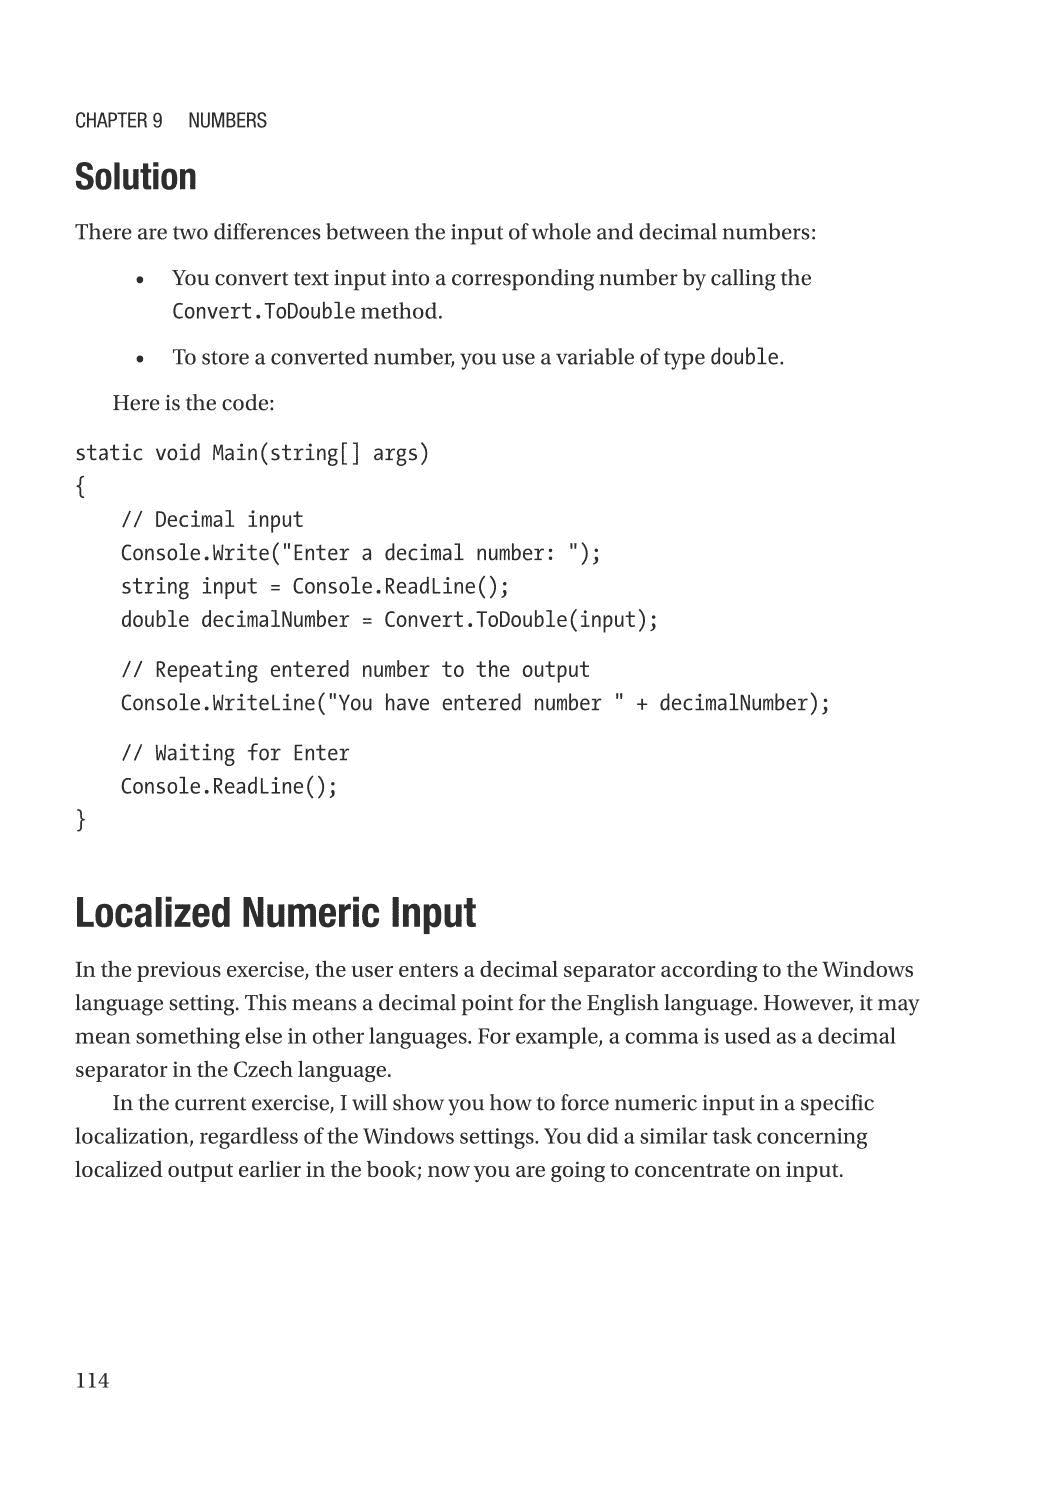 CHAPTER 9 NUMBERS
Solution
There are two differences between the input of whole and decimal numbers:
• You convert text input into a corresponding number by calling the
Convert.ToDouble method.
• To store a converted number, you use a variable of type double.
Here is the code:
static void Main(string[] args)
{
    // Decimal input
    Console.Write("Enter a decimal number: ");
    string input = Console.ReadLine();
    double decimalNumber = Convert.ToDouble(input);
    // Repeating entered number to the output
    Console.WriteLine("You have entered number " + decimalNumber);
    // Waiting for Enter
    Console.ReadLine();
}
Localized Numeric Input
In the previous exercise, the user enters a decimal separator according to the Windows
language setting. This means a decimal point for the English language. However, it may
mean something else in other languages. For example, a comma is used as a decimal
separator in the Czech language.
In the current exercise, I will show you how to force numeric input in a specific
localization, regardless of the Windows settings. You did a similar task concerning
localized output earlier in the book; now you are going to concentrate on input.
114